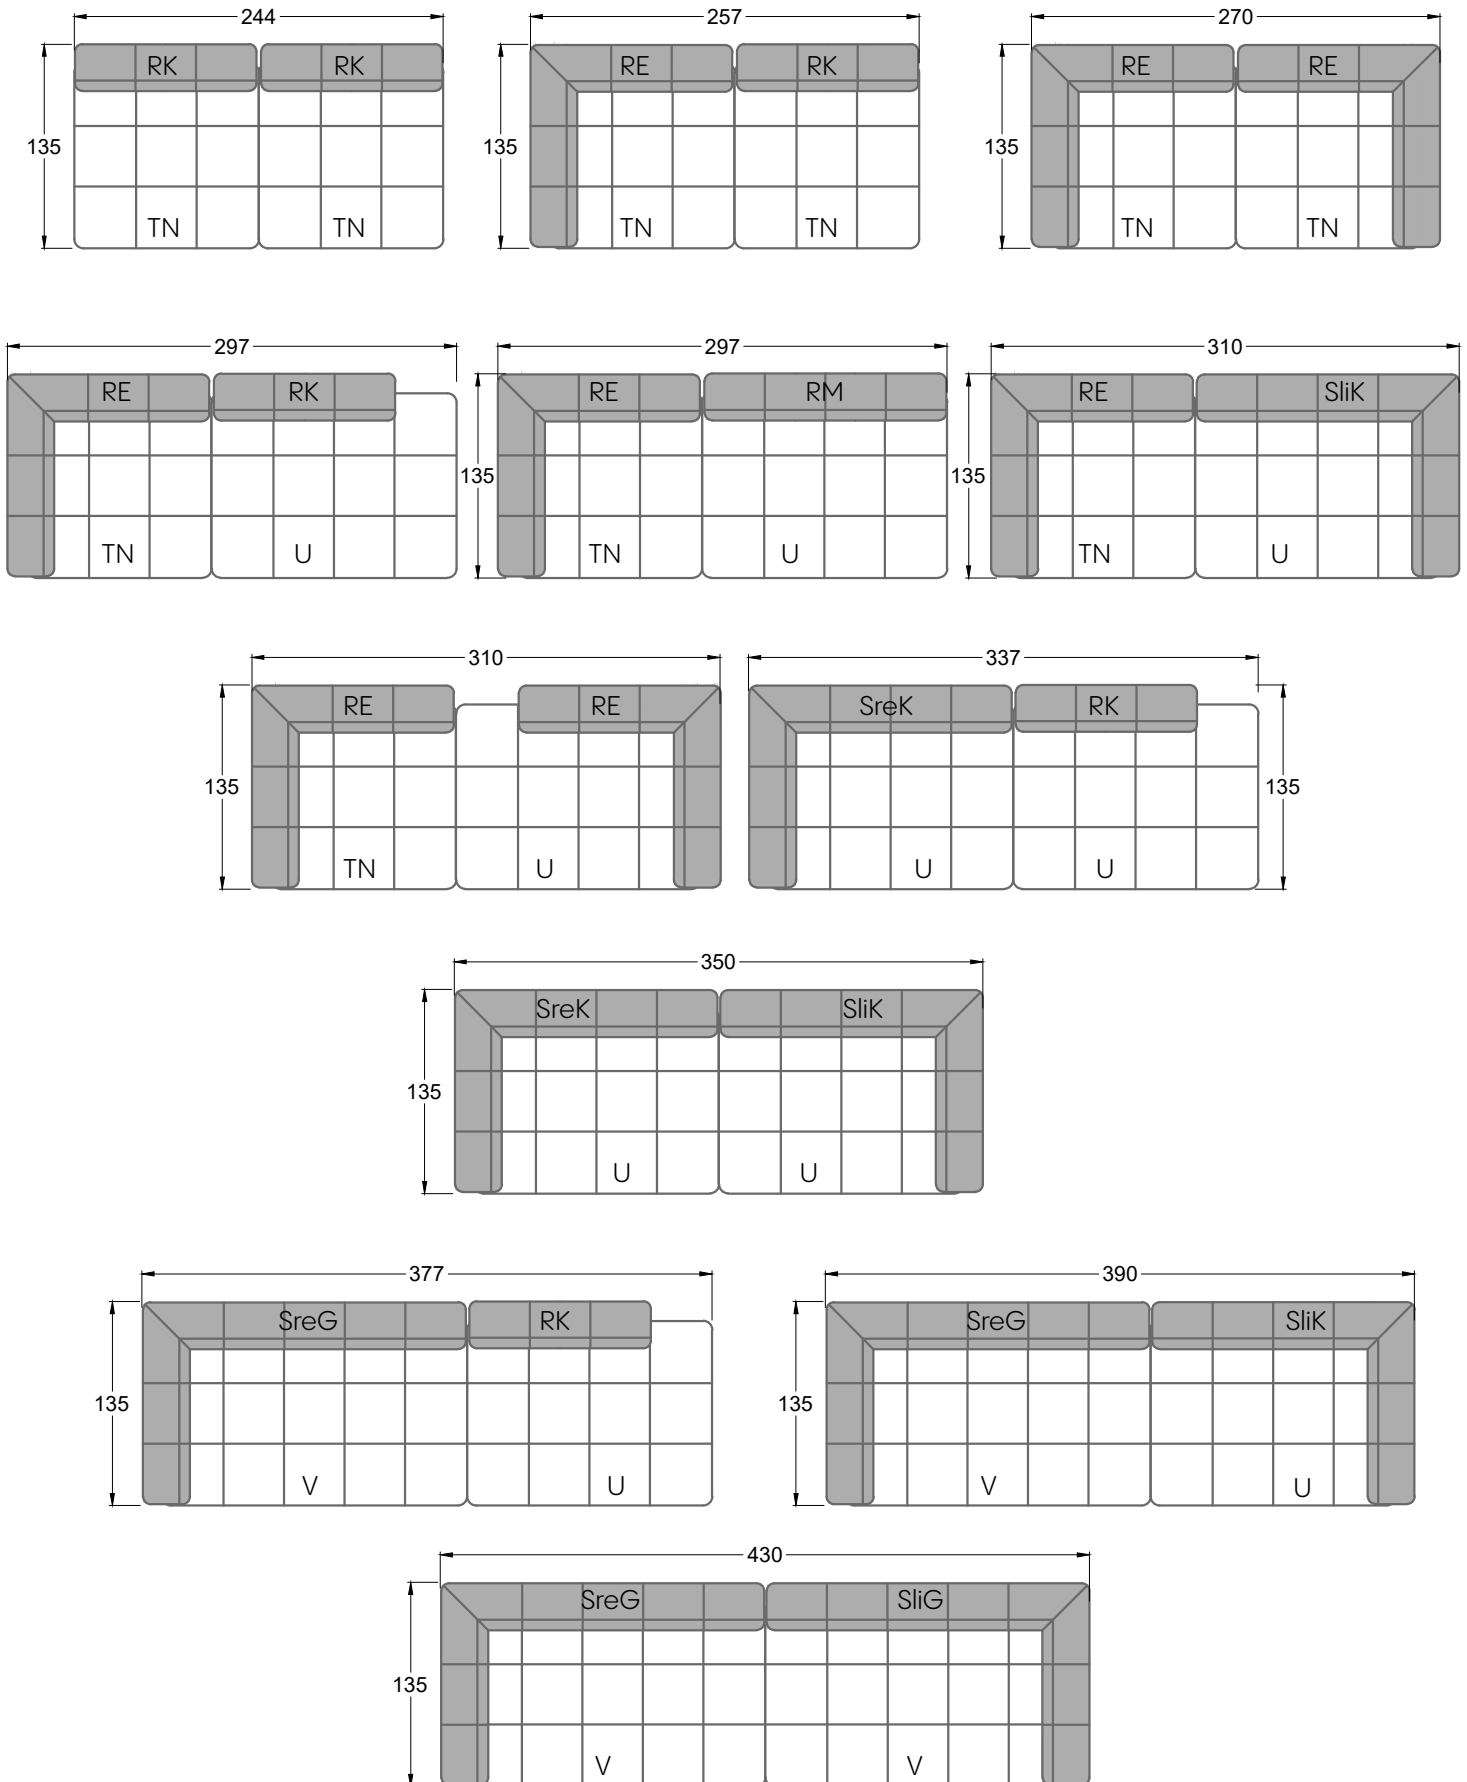 244 257 270
RK RK RE RK RE RE
135 135 135
TN TN TN TN TN TN
297 297 310
RE RK RE RM RE SliK
135 135
TN U TN U TN U
310 337
RE RE SreK RK
135 135
TN U U U
350
SreK SliK
135
U U
377 390
SreG RK SreG SliK
135 135
V U V U
430
SreG SliG
135
V V